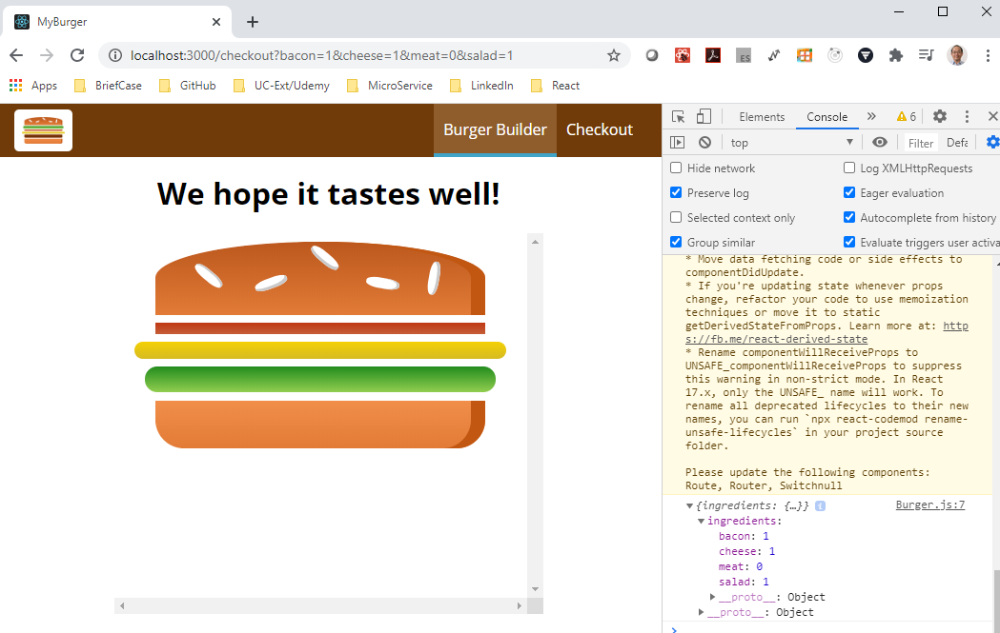 MyBurger
localhost:3000/checkout?bacon=1&cheese=1&meat=0&salad=1
ES
Apps BriefCase GitHub UC-Ext/Udemy MicroService LinkedIn React
Burger Builder Checkout
We hope it tastes well!
Elements Console 6
top Filter Defa
Hide network Log XMLHttpRequests
Preserve log Eager evaluation
Selected context only Autocomplete from history
Group similar Evaluate triggers user activa
* Move data fetching code or side effects to
componentDidUpdate.
* If you're updating state whenever props
change, refactor your code to use memoization
techniques or move it to static
getDerivedStateFromProps. Learn more at: http
s://fb.me/react-derived-state
* Rename componentWillReceiveProps to
UNSAFE_componentWillReceiveProps to suppress
this warning in non-strict mode. In React
17.x, only the UNSAFE_ name will work. To
rename all deprecated lifecycles to their new
names, you can run `npx react-codemod rename-
unsafe-lifecycles` in your project source
folder.
Please update the following components:
Route, Router, Switchnull
{ingredients: {…}} i Burger.js:7
ingredients:
bacon: 1
cheese: 1
meat: 0
salad: 1
__proto__: Object
__proto__: Object